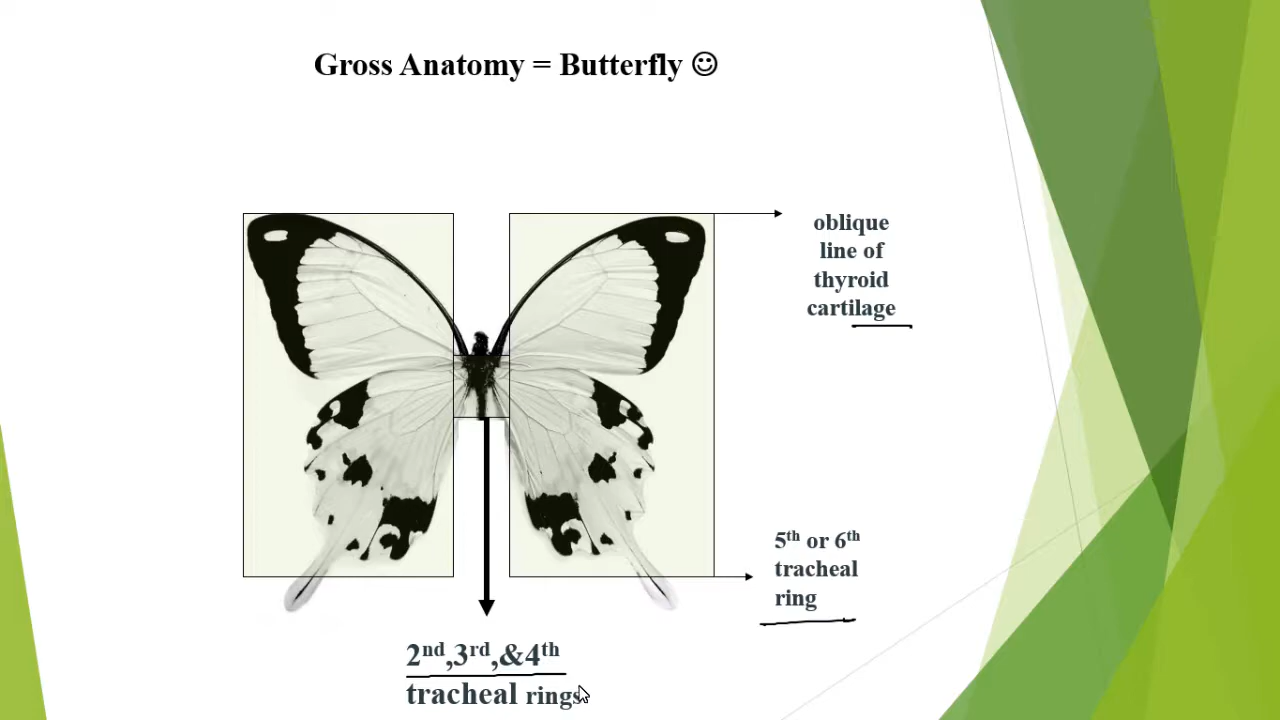 Gross Anatomy = Butterfly ☺
oblique
line of
thyroid
cartilage
5th or 6th
tracheal
ring
2nd,3rd,&4th
tracheal rings